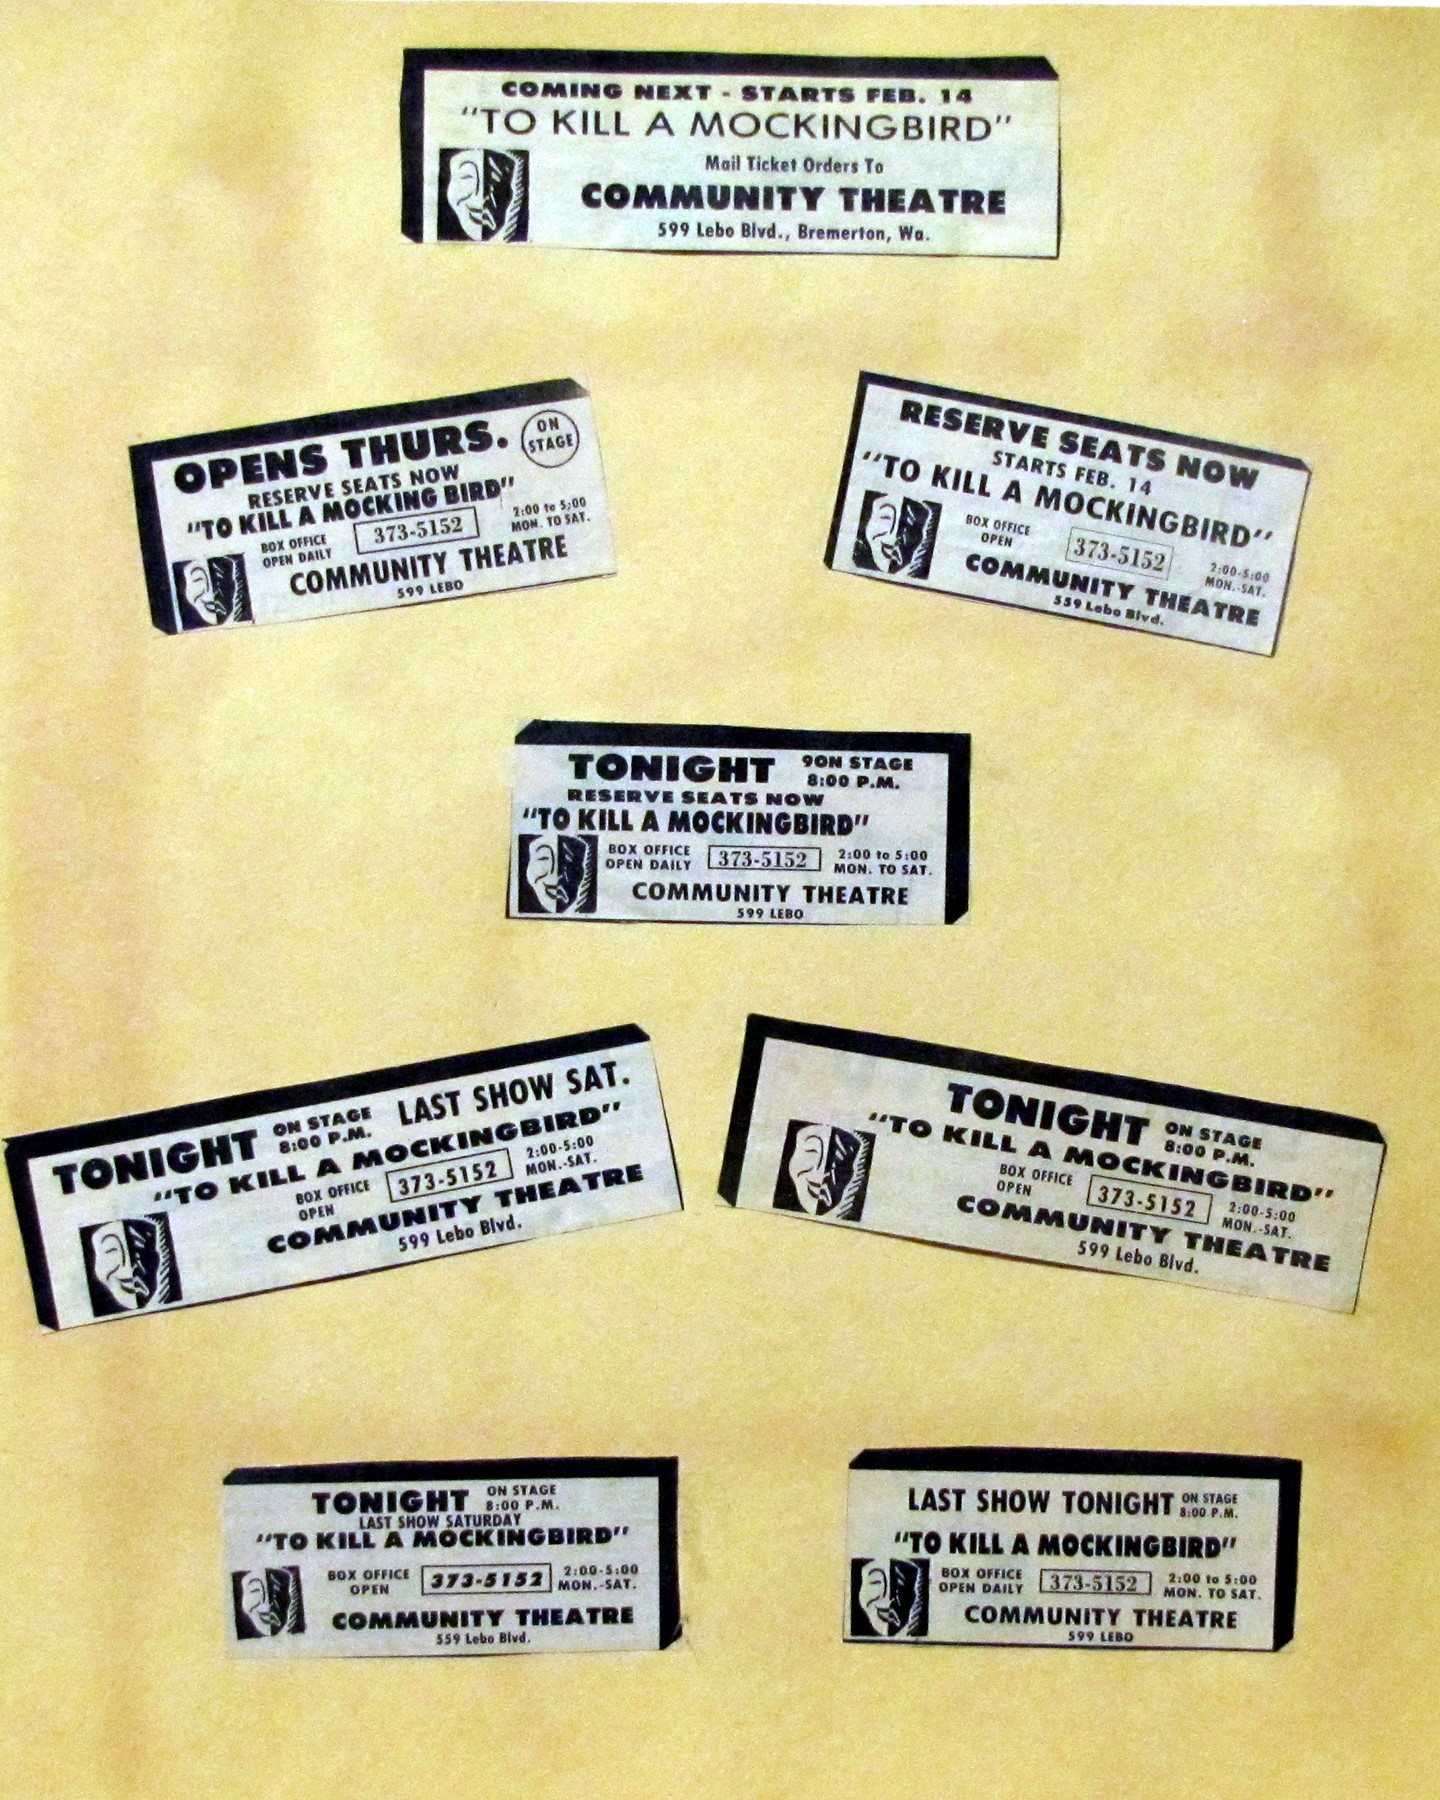 COMING NEXT - STARTS FEB. 14
"TO KILL A MOCKINGBIRD"
Mail Ticket Orders To
COMMUNITY THEATRE
599 Lebo Blvd., Bremerton, Wa.
OPENS THURS.
ON
STAGE
RESERVE SEATS NOW
"TO KILL A MOCKING BIRD"
BOX OFFICE
OPEN DAILY
373-5152
2:00 to 5:00
MON. TO SAT.
COMMUNITY THEATRE
599 LEBO
RESERVE SEATS NOW
STARTS FEB. 14
"TO KILL A MOCKINGBIRD"
BOX OFFICE
OPEN
373-5152
2:00-5:00
MON.-SAT.
COMMUNITY THEATRE
559 Lebo Blvd.
TONIGHT
9ON STAGE
8:00 P.M.
RESERVE SEATS NOW
"TO KILL A MOCKINGBIRD"
BOX OFFICE
OPEN DAILY
373-5152
2:00 to 5:00
MON. TO SAT.
COMMUNITY THEATRE
599 LEBO
TONIGHT
ON STAGE
8:00 P.M.
LAST SHOW SAT.
"TO KILL A MOCKINGBIRD"
BOX OFFICE
OPEN
373-5152
2:00-5:00
MON.-SAT.
COMMUNITY THEATRE
599 Lebo Blvd.
TONIGHT
ON STAGE
8:00 P.M.
"TO KILL A MOCKINGBIRD"
BOX OFFICE
OPEN
373-5152
2:00-5:00
MON.-SAT.
COMMUNITY THEATRE
599 Lebo Blvd.
TONIGHT
ON STAGE
8:00 P.M.
LAST SHOW SATURDAY
"TO KILL A MOCKINGBIRD"
BOX OFFICE
OPEN
373-5152
2:00-5:00
MON.-SAT.
COMMUNITY THEATRE
559 Lebo Blvd.
LAST SHOW TONIGHT
ON STAGE
8:00 P.M.
"TO KILL A MOCKINGBIRD"
BOX OFFICE
OPEN DAILY
373-5152
2:00 to 5:00
MON. TO SAT.
COMMUNITY THEATRE
599 LEBO